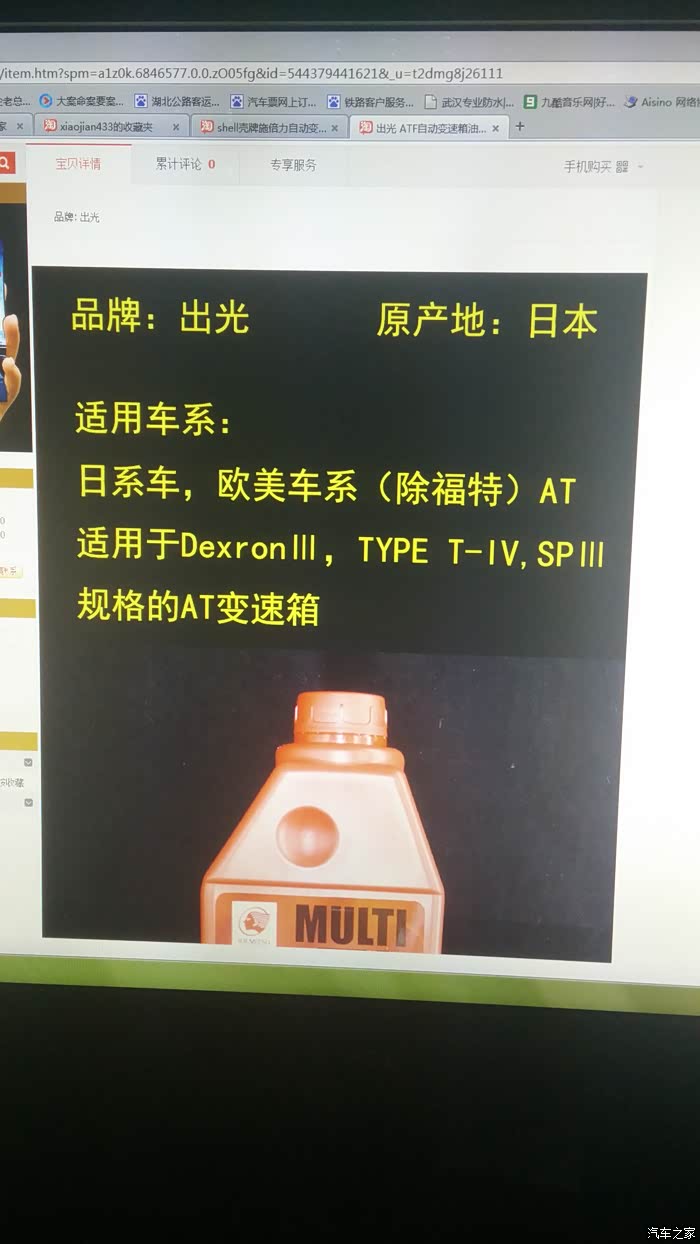 /item.htm?spm=a1z0k.6846577.0.0.zO05fg&id=544379441621&_u=t2dmg8j26111
大案命案要案... 湖北公路客运... 汽车票网上订... 铁路客户服务... 武汉专业防水|... 九酷音乐网|好... Aisino 网络
xiaojian433的收藏夹 shell壳牌施倍力自动变... 出光 ATF自动变速箱油...
宝贝详情 累计评论 0 专享服务 手机购买
品牌: 出光
品牌：出光 原产地：日本
适用车系：
日系车，欧美车系（除福特）AT
适用于DexronⅢ，TYPE T-IV,SPⅢ
规格的AT变速箱
MULTI
汽车之家